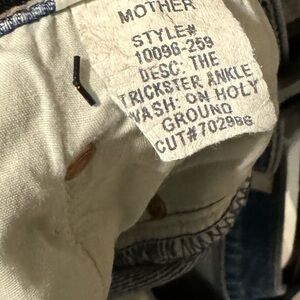 MOTHER
STYLE#
10096-259
DESC: THE
TRICKSTER ANKLE
WASH: ON HOLY
GROUND
CUT#702986